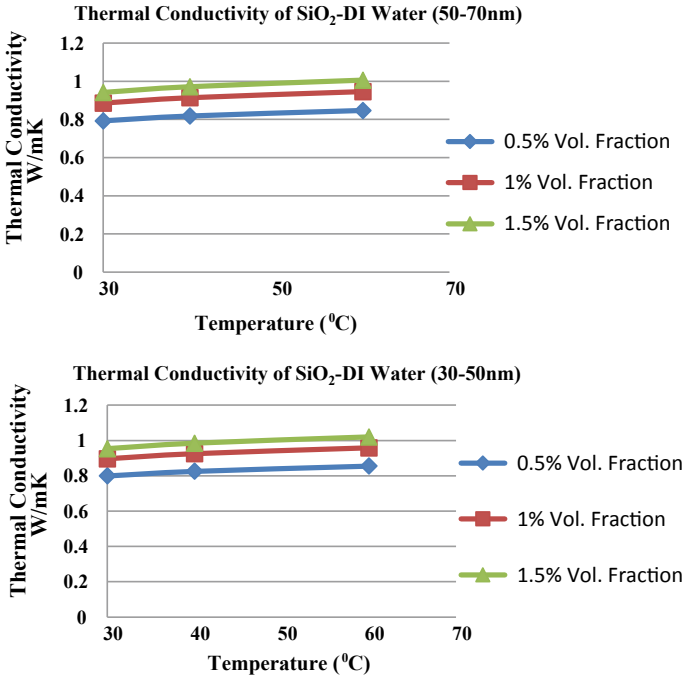 Thermal Conductivity of SiO₂-DI Water (50-70nm)
Thermal Conductivity
W/mK
1.2
1
0.8
0.6
0.4
0.2
0
30
50
70
Temperature (⁰C)
0.5% Vol. Fraction
1% Vol. Fraction
1.5% Vol. Fraction
Thermal Conductivity of SiO₂-DI Water (30-50nm)
Thermal Conductivity
W/mK
1.2
1
0.8
0.6
0.4
0.2
0
30
40
50
60
70
Temperature (⁰C)
0.5% Vol. Fraction
1% Vol. Fraction
1.5% Vol. Fraction